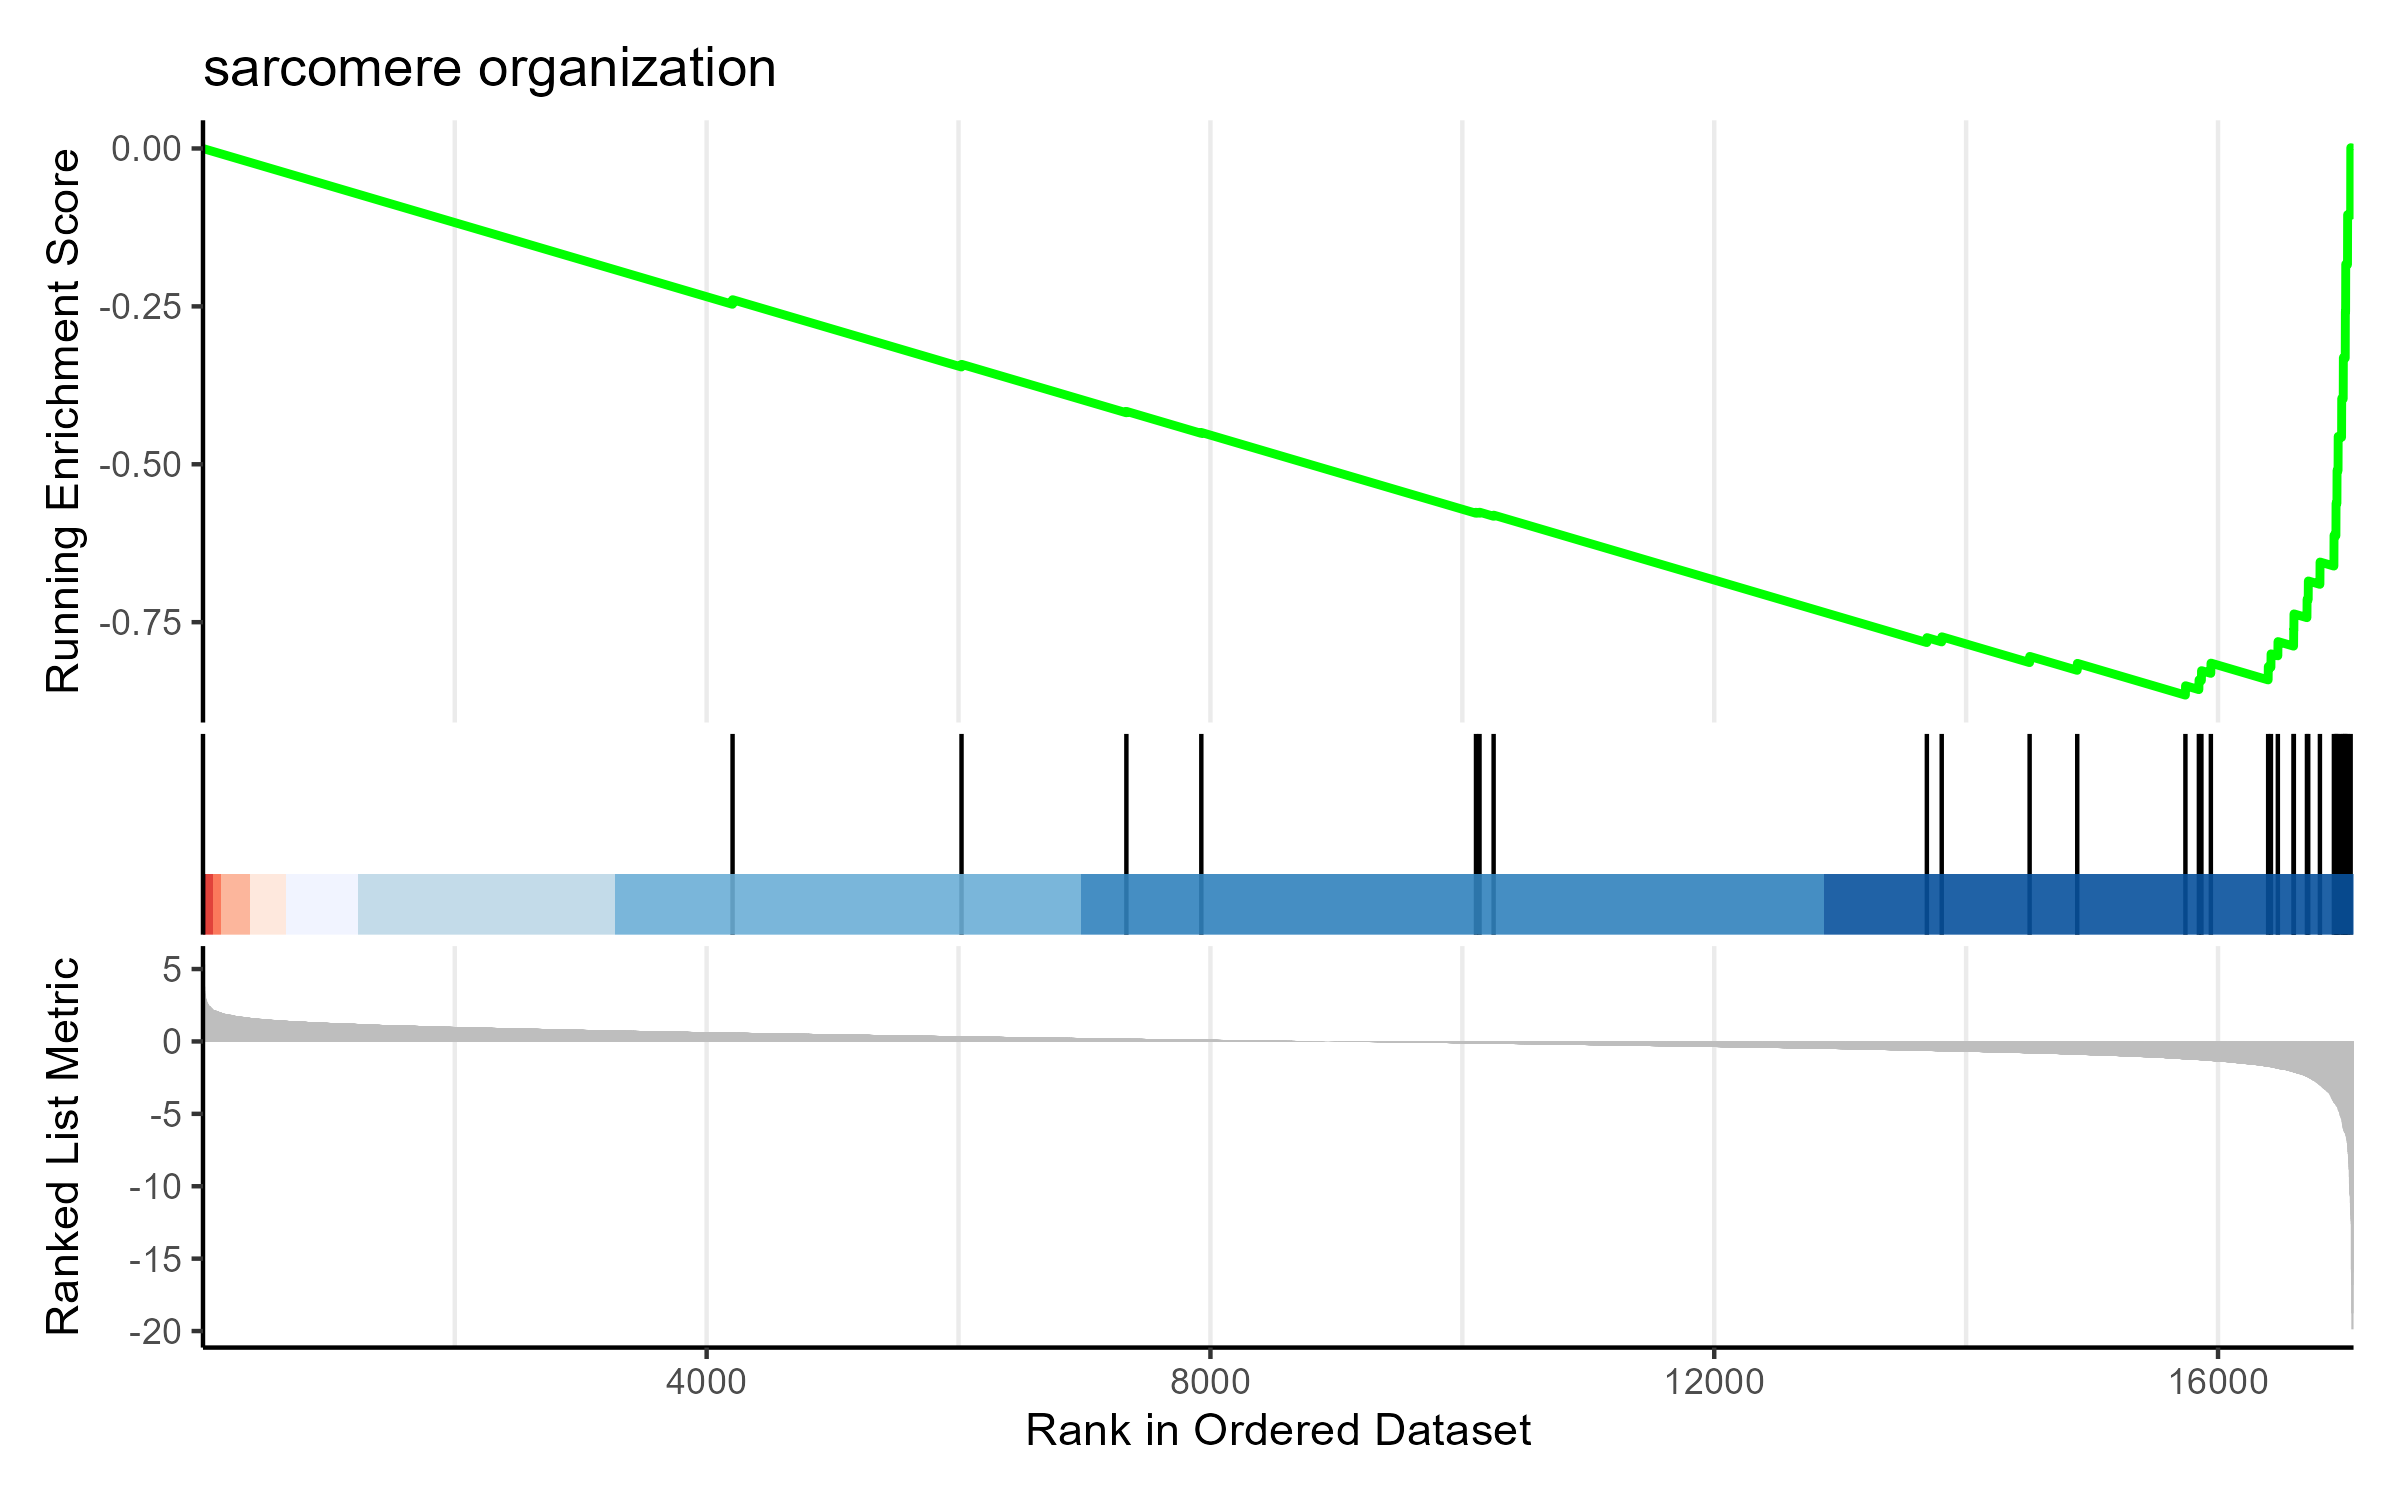 sarcomere organization
Running Enrichment Score
0.00
-0.25
-0.50
-0.75
Ranked List Metric
5
0
-5
-10
-15
-20
4000 8000 12000 16000
Rank in Ordered Dataset